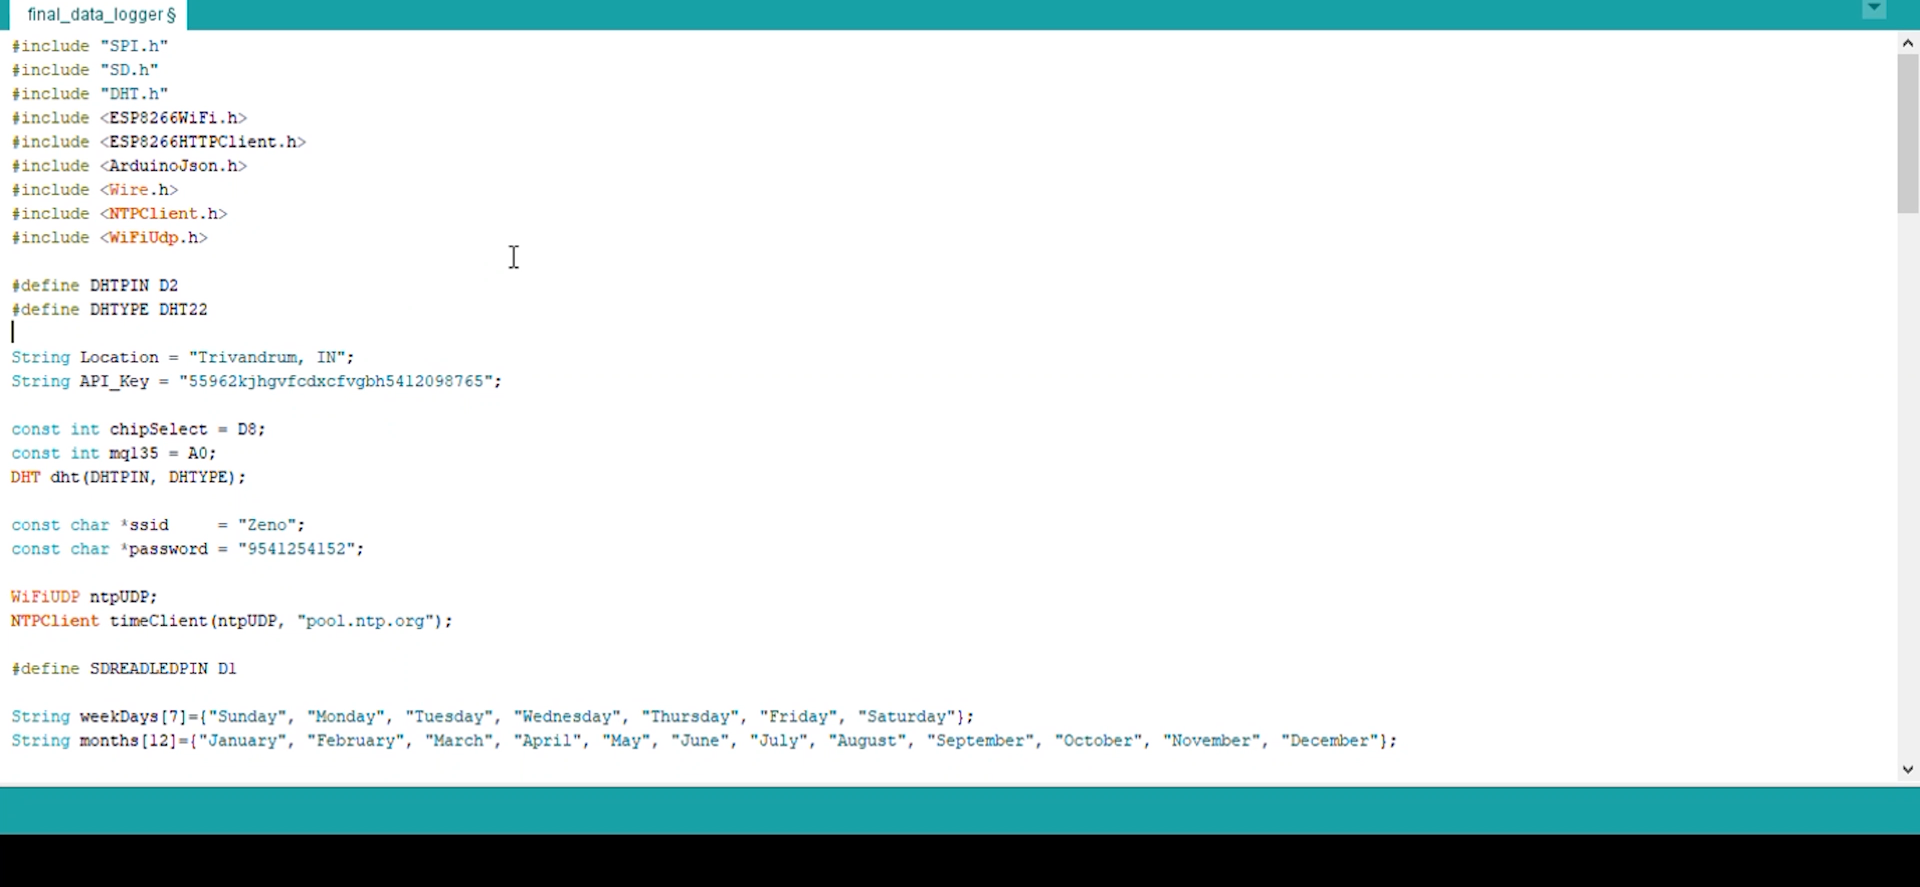 final_data_logger §
#include "SPI.h"
#include "SD.h"
#include "DHT.h"
#include <ESP8266WiFi.h>
#include <ESP8266HTTPClient.h>
#include <ArduinoJson.h>
#include <Wire.h>
#include <NTPClient.h>
#include <WiFiUdp.h>
#define DHTPIN D2
#define DHTYPE DHT22
String Location = "Trivandrum, IN";
String API_Key = "55962kjhgvfcdxcfvgbh5412098765";
const int chipSelect = D8;
const int mq135 = A0;
DHT dht(DHTPIN, DHTYPE);
const char *ssid     = "Zeno";
const char *password = "9541254152";
WiFiUDP ntpUDP;
NTPClient timeClient(ntpUDP, "pool.ntp.org");
#define SDREADLEDPIN D1
String weekDays[7]={"Sunday", "Monday", "Tuesday", "Wednesday", "Thursday", "Friday", "Saturday"};
String months[12]={"January", "February", "March", "April", "May", "June", "July", "August", "September", "October", "November", "December"};